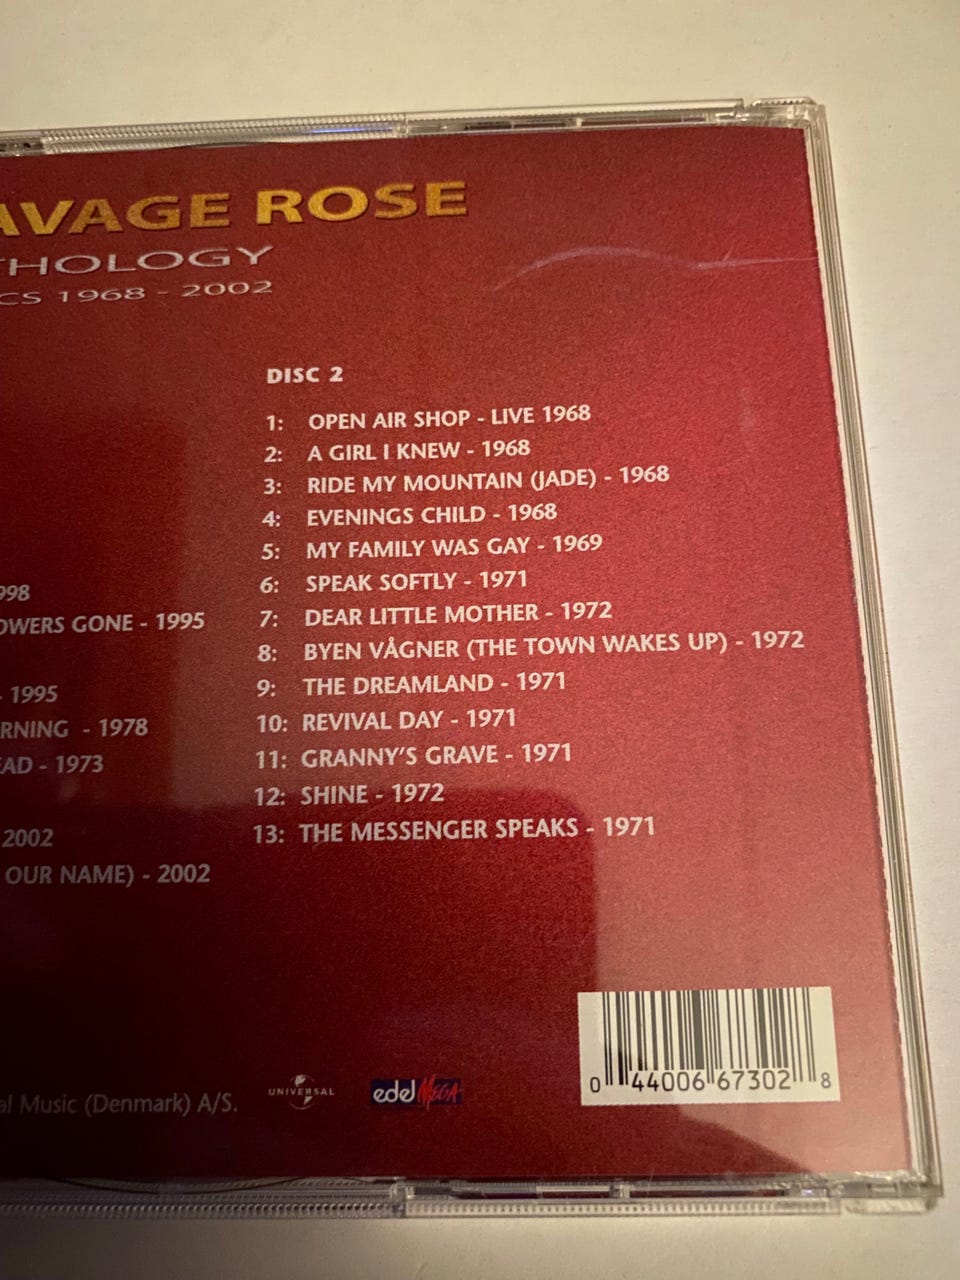 AVAGE ROSE
THOLOGY
CS 1968 - 2002
DISC 2
1: OPEN AIR SHOP - LIVE 1968
2: A GIRL I KNEW - 1968
3: RIDE MY MOUNTAIN (JADE) - 1968
4: EVENINGS CHILD - 1968
5: MY FAMILY WAS GAY - 1969
6: SPEAK SOFTLY - 1971
7: DEAR LITTLE MOTHER - 1972
8: BYEN VÅGNER (THE TOWN WAKES UP) - 1972
9: THE DREAMLAND - 1971
10: REVIVAL DAY - 1971
11: GRANNY'S GRAVE - 1971
12: SHINE - 1972
13: THE MESSENGER SPEAKS - 1971
998
OWERS GONE - 1995
- 1995
RNING - 1978
EAD - 1973
2002
OUR NAME) - 2002
al Music (Denmark) A/S.
UNIVERSAL
edel MEGA
0 44006 67302 8